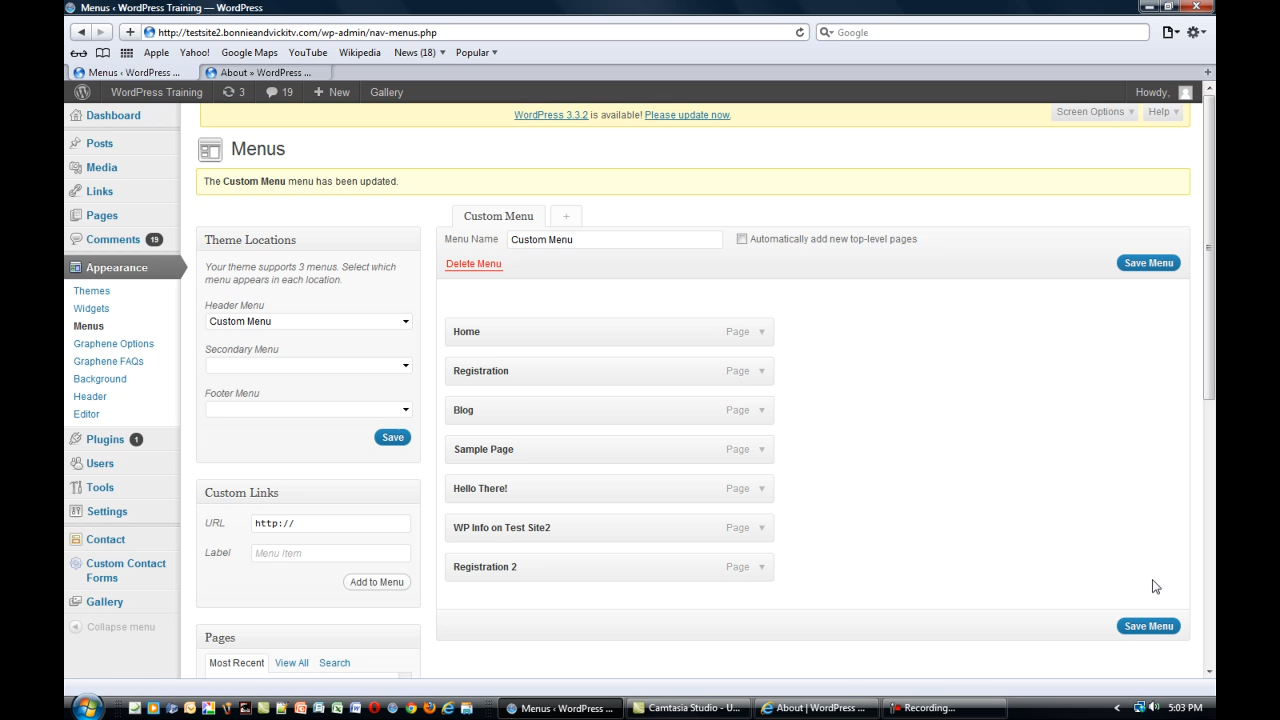 Menus ‹ WordPress Training — WordPress
http://testsite2.bonnieandvickitv.com/wp-admin/nav-menus.php
Google
Apple Yahoo! Google Maps YouTube Wikipedia News (18) Popular
Menus ‹ WordPress ...
About » WordPress ...
WordPress Training 3 19 + New Gallery Howdy,
WordPress 3.3.2 is available! Please update now.
Screen Options Help
Dashboard
Posts
Media
Links
Pages
Comments 19
Appearance
Themes
Widgets
Menus
Graphene Options
Graphene FAQs
Background
Header
Editor
Plugins 1
Users
Tools
Settings
Contact
Custom Contact
Forms
Gallery
Collapse menu
Menus
The Custom Menu menu has been updated.
Theme Locations
Your theme supports 3 menus. Select which
menu appears in each location.
Header Menu
Custom Menu
Secondary Menu
Footer Menu
Save
Custom Links
URL http://
Label Menu Item
Add to Menu
Pages
Most Recent View All Search
Custom Menu +
Menu Name Custom Menu Automatically add new top-level pages
Delete Menu
Save Menu
Home Page
Registration Page
Blog Page
Sample Page Page
Hello There! Page
WP Info on Test Site2 Page
Registration 2 Page
Save Menu
Menus ‹ WordPress ... Camtasia Studio - U... About | WordPress ... Recording... 5:03 PM